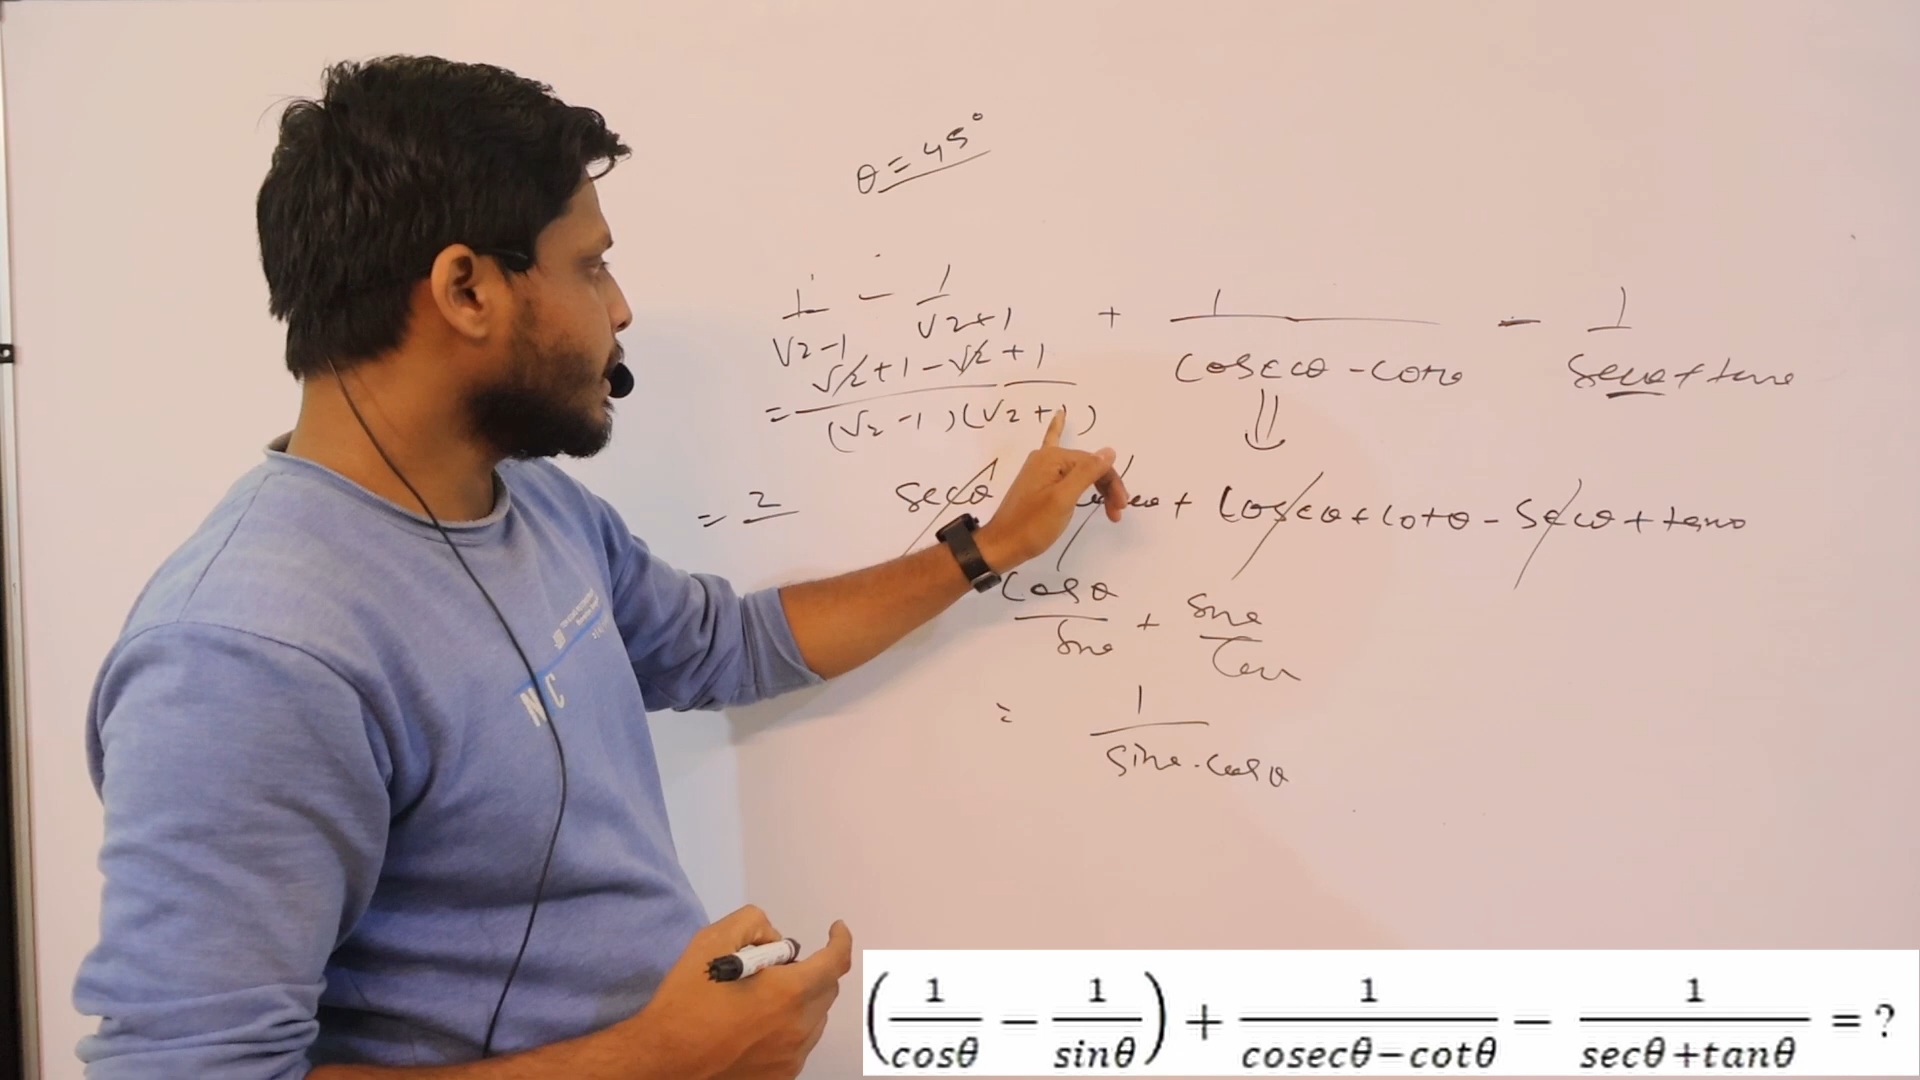 θ = 45°
1/(√2-1) - 1/(√2+1) + 1/(cosecθ - cotθ) - 1/(secθ + tanθ)
= (√2+1-√2+1)/((√2-1)(√2+1))
= 2 secθ cosecθ + cosecθ + cotθ - secθ + tanθ
cosθ/sinθ + sinθ/cosθ
= 1/(sinθ·cosθ)
N C
(1/cosθ − 1/sinθ) + 1/(cosecθ−cotθ) − 1/(secθ+tanθ) = ?